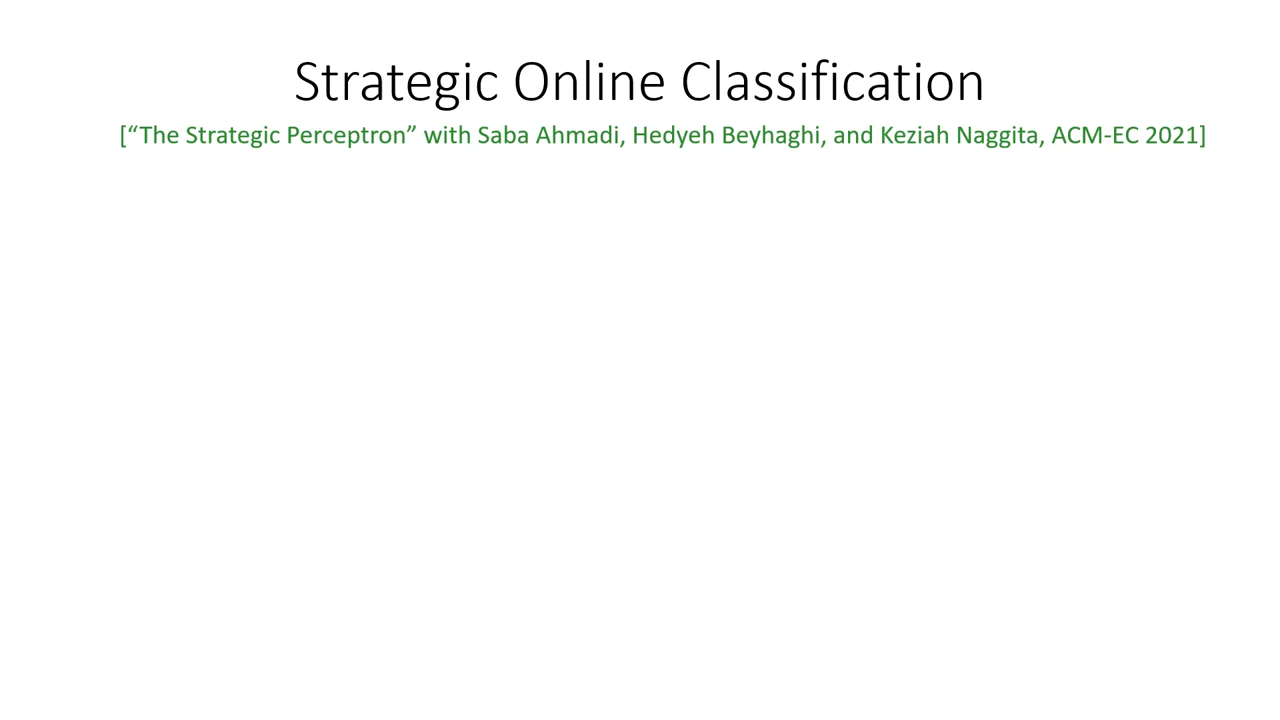 Strategic Online Classification
[“The Strategic Perceptron” with Saba Ahmadi, Hedyeh Beyhaghi, and Keziah Naggita, ACM-EC 2021]